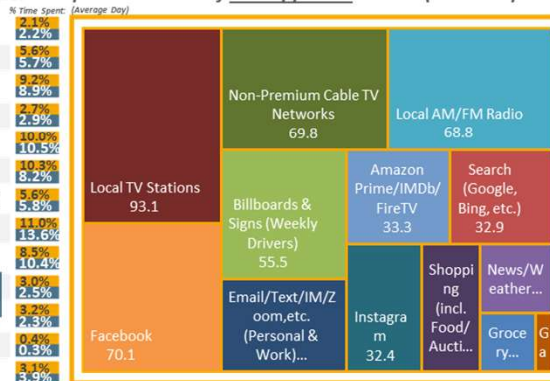 % Time Spent: (Average Day)
2.1%
2.2%
5.6%
5.7%
9.2%
8.9%
2.7%
2.9%
10.0%
10.5%
10.3%
8.2%
5.6%
5.8%
11.0%
13.6%
8.5%
10.4%
3.0%
2.5%
3.2%
2.3%
0.4%
0.3%
3.1%
3.9%
Local TV Stations
93.1
Facebook
70.1
Non-Premium Cable TV
Networks
69.8
Local AM/FM Radio
68.8
Billboards &
Signs (Weekly
Drivers)
55.5
Email/Text/IM/Z
oom,etc.
(Personal &
Work)...
Amazon
Prime/IMDb/
FireTV
33.3
Search
(Google,
Bing, etc.)
32.9
Instagra
m
32.4
Shoppi
ng
(incl.
Food/
Aucti...
News/W
eather...
Groce
ry...
G
a